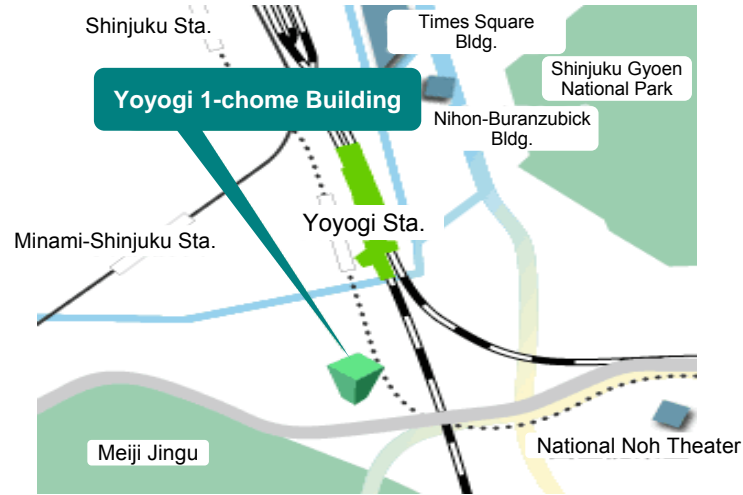 Shinjuku Sta.
Times Square
Bldg.
Shinjuku Gyoen
National Park
Yoyogi 1-chome Building
Nihon-Buranzubick
Bldg.
Yoyogi Sta.
Minami-Shinjuku Sta.
Meiji Jingu
National Noh Theater